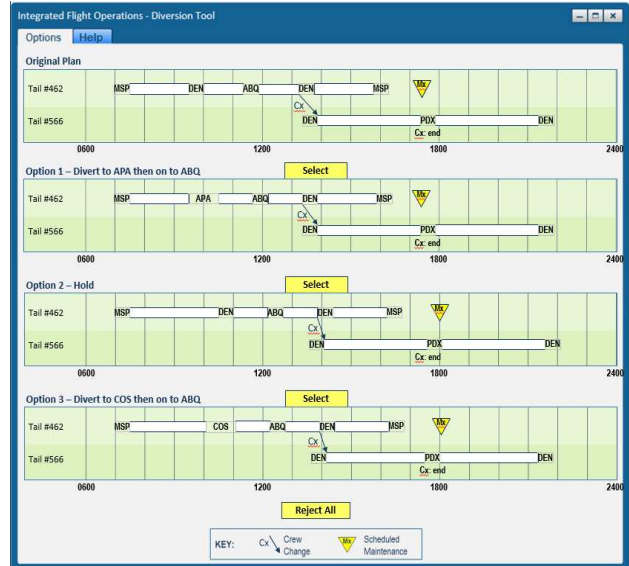 Integrated Flight Operations - Diversion Tool
Options Help
Original Plan
Tail #462 MSP DEN ABQ DEN MSP Mx
Cx
Tail #566 DEN PDX DEN
Cx: end
0600 1200 1800 2400
Option 1 – Divert to APA then on to ABQ Select
Tail #462 MSP APA ABQ DEN MSP Mx
Cx
Tail #566 DEN PDX DEN
Cx: end
0600 1200 1800 2400
Option 2 – Hold Select
Tail #462 MSP DEN ABQ DEN MSP Mx
Cx
Tail #566 DEN PDX DEN
Cx: end
0600 1200 1800 2400
Option 3 – Divert to COS then on to ABQ Select
Tail #462 MSP COS ABQ DEN MSP Mx
Cx
Tail #566 DEN PDX DEN
Cx: end
0600 1200 1800 2400
Reject All
KEY: Cx Crew Change Mx Scheduled Maintenance